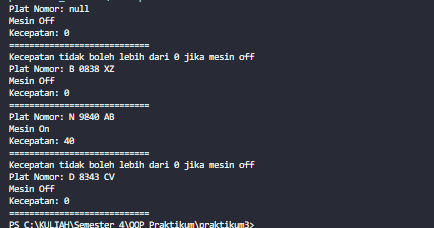 Plat Nomor: null
Mesin Off
Kecepatan: 0
============================
Kecepatan tidak boleh lebih dari 0 jika mesin off
Plat Nomor: B 0838 XZ
Mesin Off
Kecepatan: 0
============================
Plat Nomor: N 9840 AB
Mesin On
Kecepatan: 40
============================
Kecepatan tidak boleh lebih dari 0 jika mesin off
Plat Nomor: D 8343 CV
Mesin Off
Kecepatan: 0
============================
PS C:\KULIAH\Semester 4\OOP Praktikum\praktikum3>